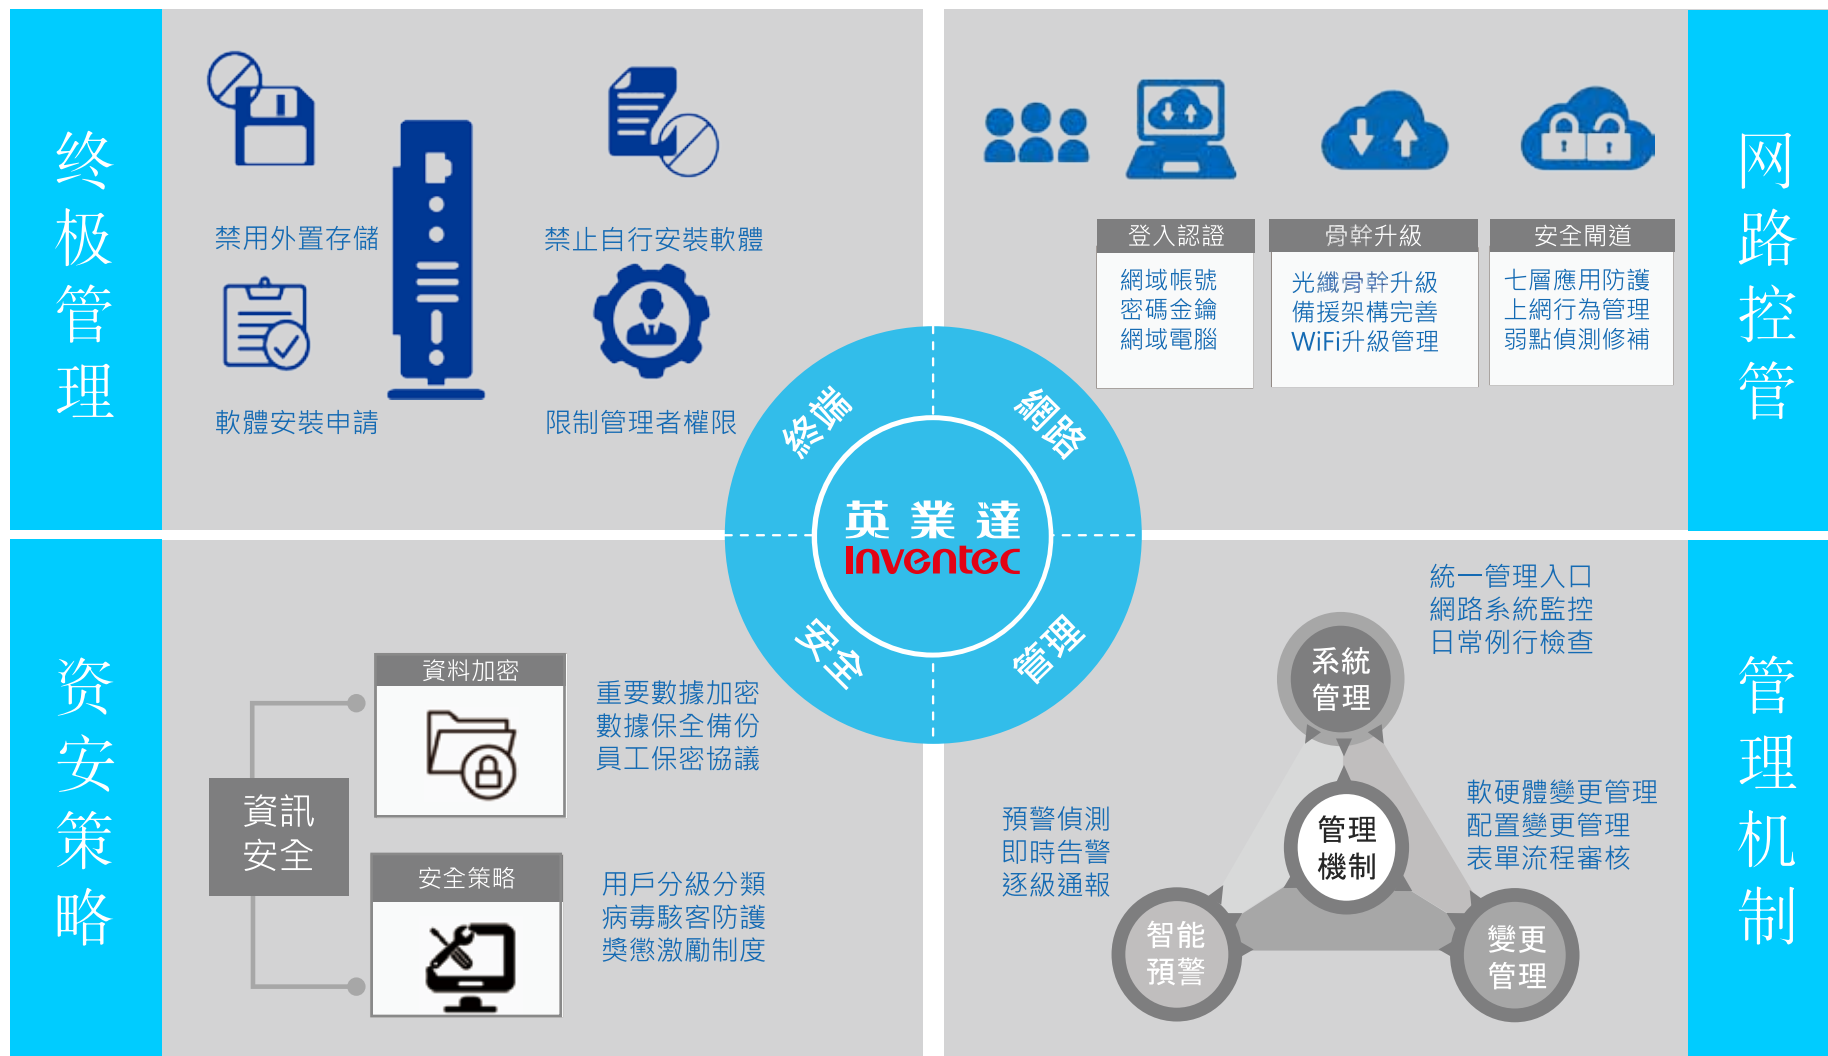 终极管理
禁用外置存儲
禁止自行安裝軟體
軟體安裝申請
限制管理者權限
网路控管
登入認證
網域帳號
密碼金鑰
網域電腦
骨幹升級
光纖骨幹升級
備援架構完善
WiFi升級管理
安全閘道
七層應用防護
上網行為管理
弱點偵測修補
終端
網路
英業達
Inventec
安全
管理
资安策略
資訊
安全
資料加密
重要數據加密
數據保全備份
員工保密協議
安全策略
用戶分級分類
病毒駭客防護
獎懲激勵制度
管理机制
統一管理入口
網路系統監控
日常例行檢查
系統
管理
管理
機制
預警偵測
即時告警
逐級通報
智能
預警
軟硬體變更管理
配置變更管理
表單流程審核
變更
管理